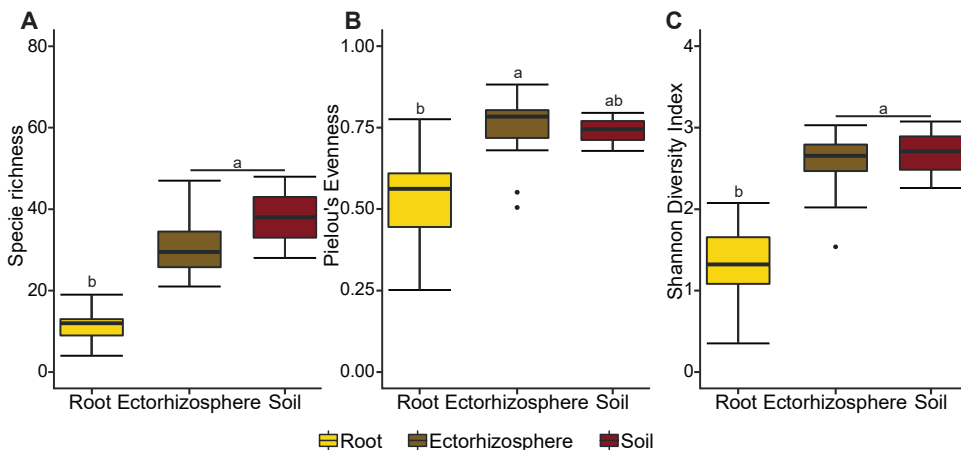 A
Specie richness
80
60
40
20
0
a
b
Root Ectorhizosphere Soil
B
Pielou's Evenness
1.00
0.75
0.50
0.25
0.00
b
a
ab
Root Ectorhizosphere Soil
C
Shannon Diversity Index
4
3
2
1
0
a
b
Root Ectorhizosphere Soil
Root Ectorhizosphere Soil